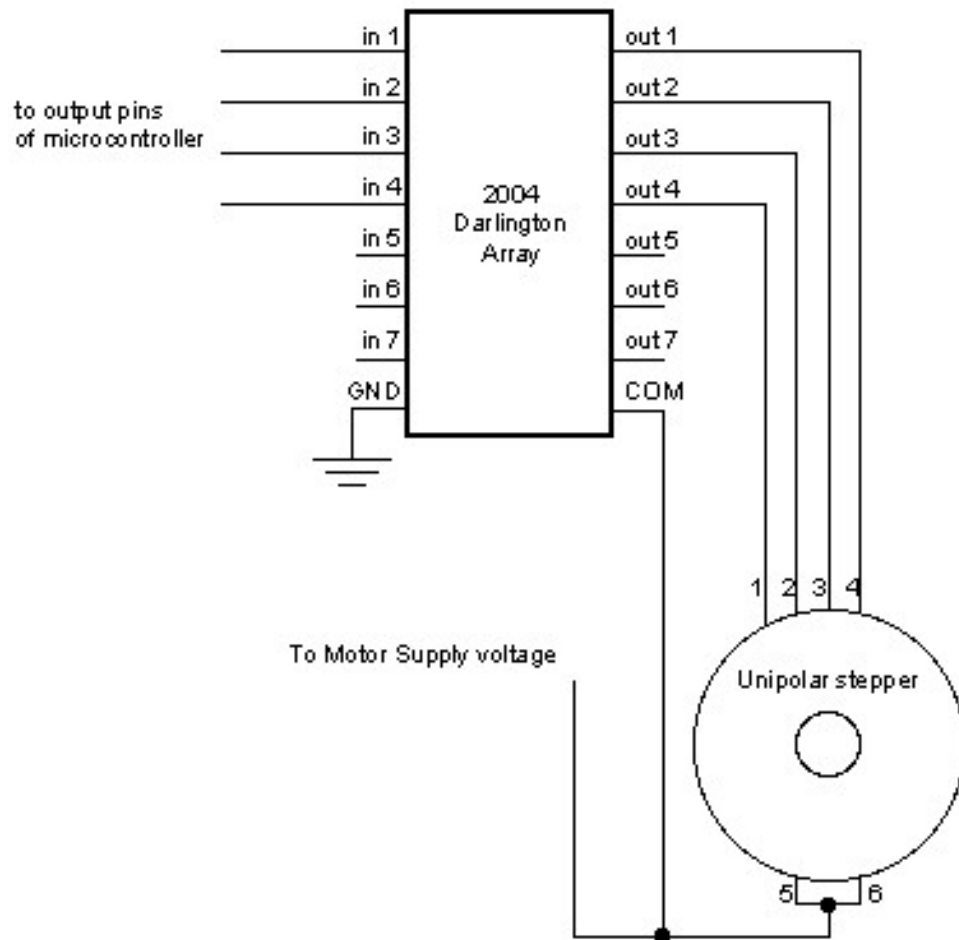 in 1
out 1
in 2
out 2
to output pins
of microcontroller
in 3
out 3
in 4
out 4
2004
Darlington
Array
in 5
out 5
in 6
out 6
in 7
out 7
GND
COM
1 2 3 4
To Motor Supply voltage
Unipolar stepper
5 6